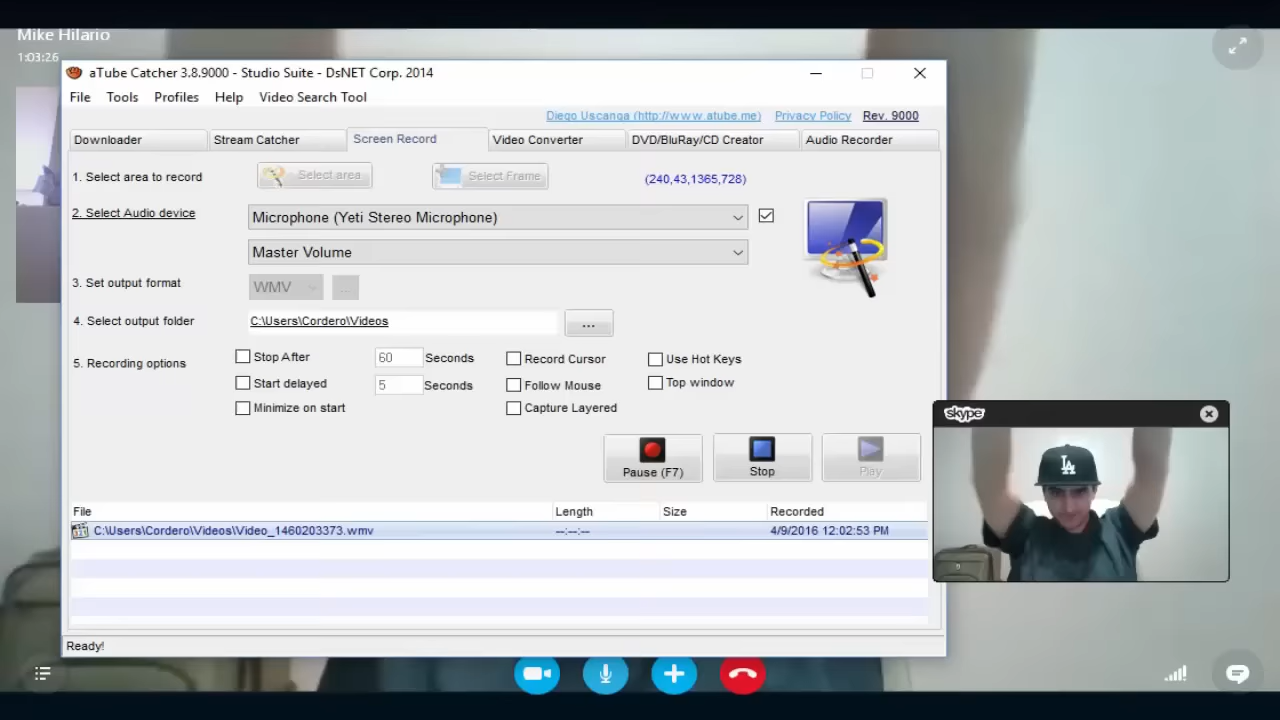 Mike Hilario
1:03:26
aTube Catcher 3.8.9000 - Studio Suite - DsNET Corp. 2014
File Tools Profiles Help Video Search Tool
Diego Uscanga (http://www.atube.me) Privacy Policy Rev. 9000
Downloader Stream Catcher Screen Record Video Converter DVD/BluRay/CD Creator Audio Recorder
1. Select area to record Select area Select Frame (240,43,1365,728)
2. Select Audio device Microphone (Yeti Stereo Microphone)
Master Volume
3. Set output format WMV ...
4. Select output folder C:\Users\Cordero\Videos ...
5. Recording options Stop After 60 Seconds Record Cursor Use Hot Keys
Start delayed 5 Seconds Follow Mouse Top window
Minimize on start Capture Layered
skype
LA
Pause (F7) Stop Play
File Length Size Recorded
C:\Users\Cordero\Videos\Video_1460203373.wmv --:--:-- 4/9/2016 12:02:53 PM
Ready!